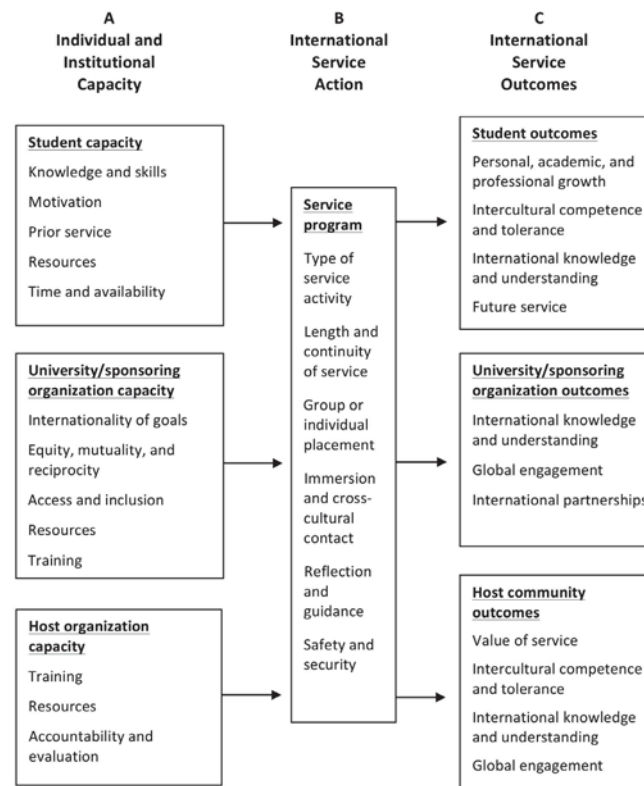 A
Individual and
Institutional
Capacity
B
International
Service
Action
C
International
Service
Outcomes
Student capacity
Knowledge and skills
Motivation
Prior service
Resources
Time and availability
University/sponsoring
organization capacity
Internationality of goals
Equity, mutuality, and
reciprocity
Access and inclusion
Resources
Training
Host organization
capacity
Training
Resources
Accountability and
evaluation
Service
program
Type of
service
activity
Length and
continuity
of service
Group or
individual
placement
Immersion
and cross-
cultural
contact
Reflection
and
guidance
Safety and
security
Student outcomes
Personal, academic, and
professional growth
Intercultural competence
and tolerance
International knowledge
and understanding
Future service
University/sponsoring
organization outcomes
International knowledge
and understanding
Global engagement
International partnerships
Host community
outcomes
Value of service
Intercultural competence
and tolerance
International knowledge
and understanding
Global engagement